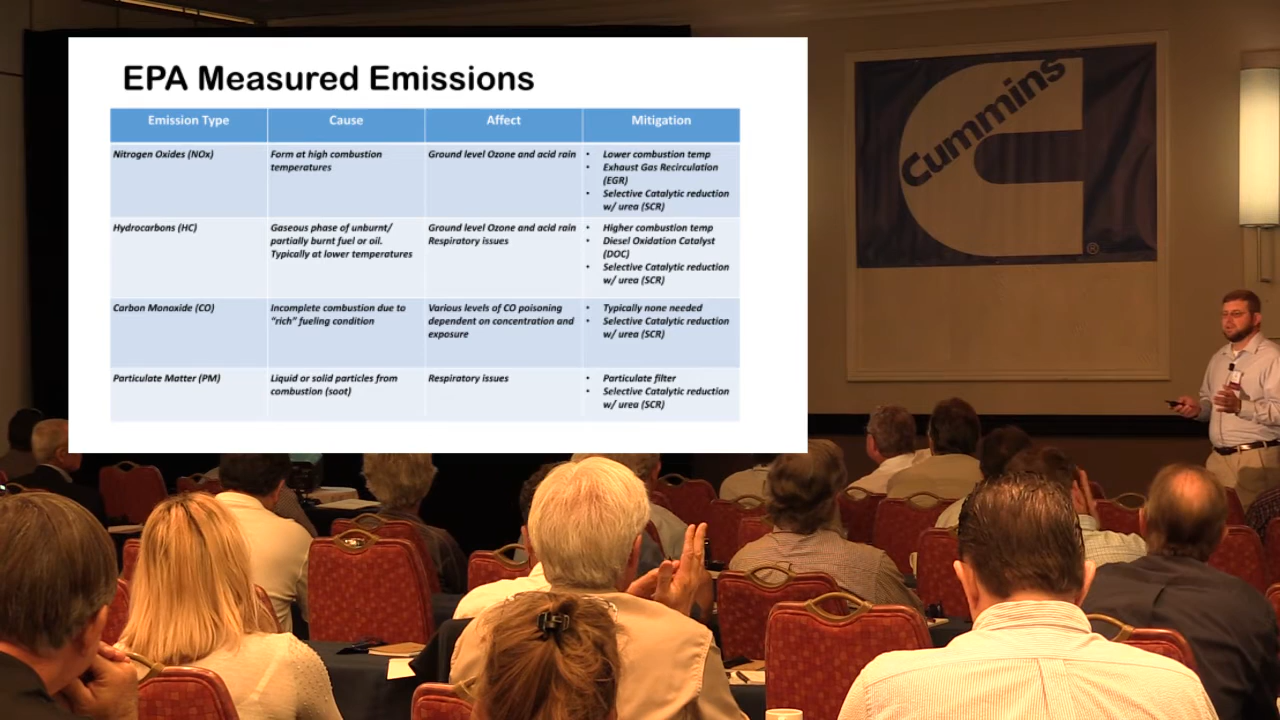 EPA Measured Emissions
Emission Type Cause Affect Mitigation
Nitrogen Oxides (NOx)
Form at high combustion
temperatures
Ground level Ozone and acid rain
• Lower combustion temp
• Exhaust Gas Recirculation
(EGR)
• Selective Catalytic reduction
w/ urea (SCR)
Hydrocarbons (HC)
Gaseous phase of unburnt/
partially burnt fuel or oil.
Typically at lower temperatures
Ground level Ozone and acid rain
Respiratory issues
• Higher combustion temp
• Diesel Oxidation Catalyst
(DOC)
• Selective Catalytic reduction
w/ urea (SCR)
Carbon Monoxide (CO)
Incomplete combustion due to
"rich" fueling condition
Various levels of CO poisoning
dependent on concentration and
exposure
• Typically none needed
• Selective Catalytic reduction
w/ urea (SCR)
Particulate Matter (PM)
Liquid or solid particles from
combustion (soot)
Respiratory issues
• Particulate filter
• Selective Catalytic reduction
w/ urea (SCR)
Cummins
®